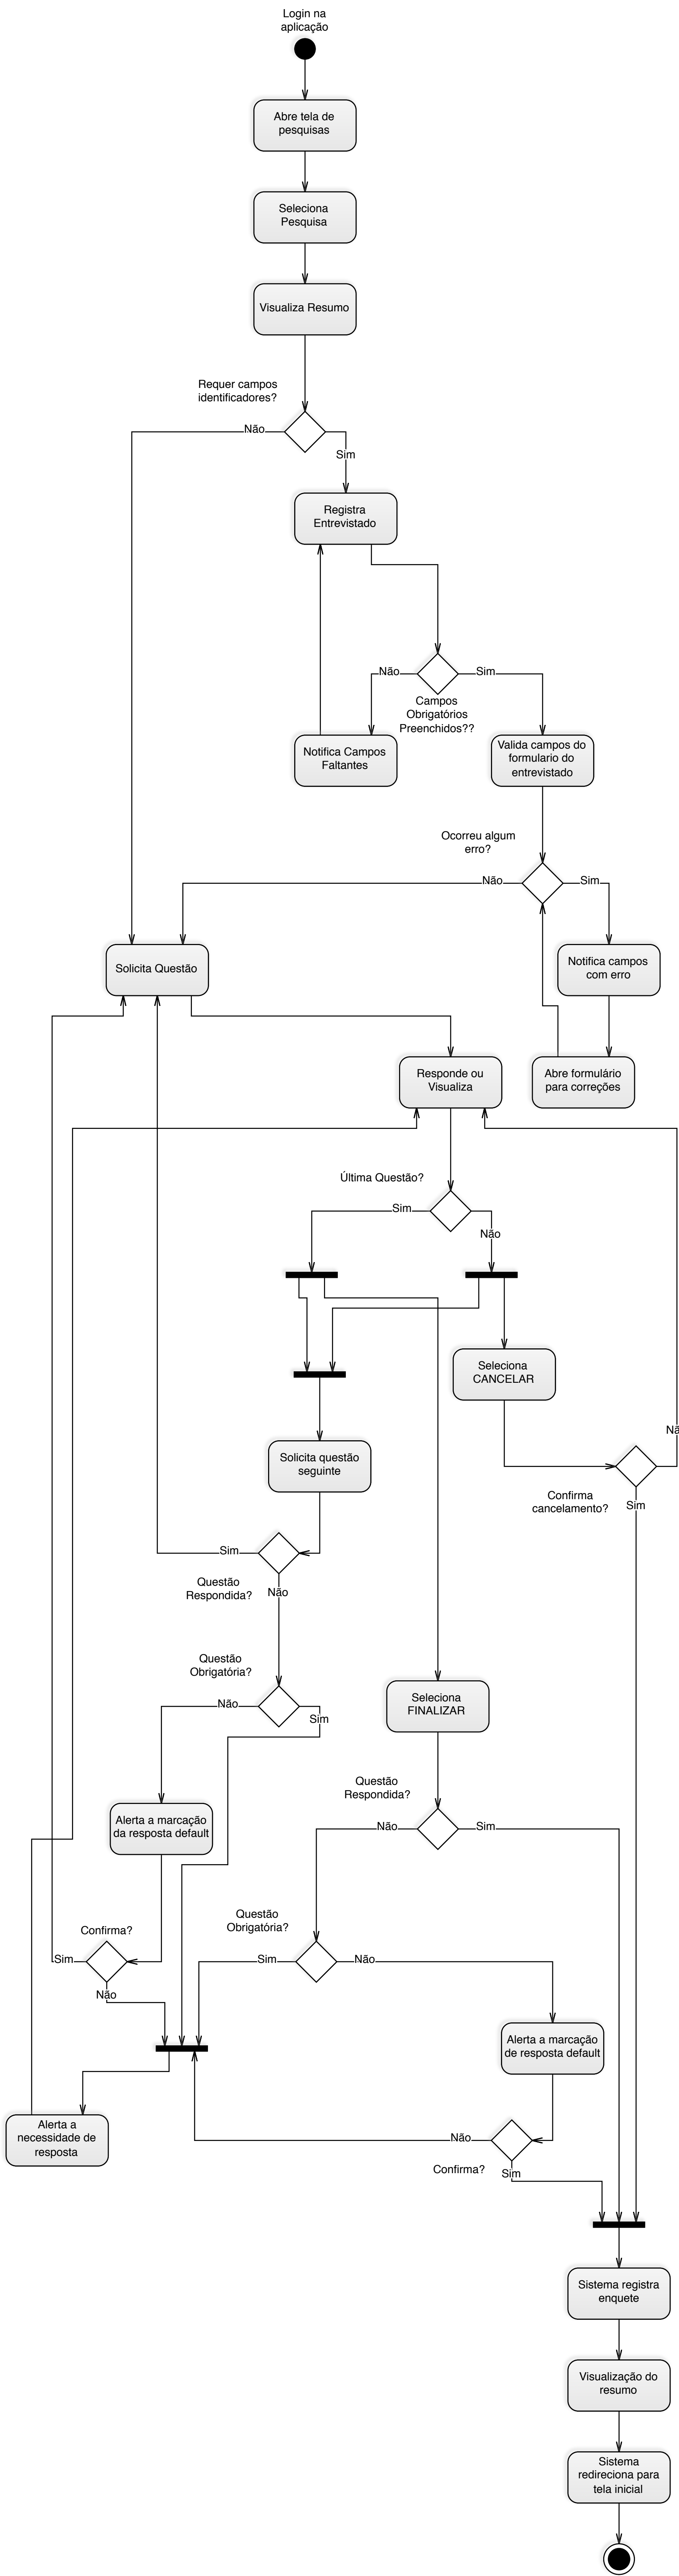 Login na
aplicação
Abre tela de
pesquisas
Seleciona
Pesquisa
Visualiza Resumo
Requer campos
identificadores?
Não
Sim
Registra
Entrevistado
Não
Sim
Campos
Obrigatórios
Preenchidos??
Notifica Campos
Faltantes
Valida campos do
formulario do
entrevistado
Ocorreu algum
erro?
Não
Sim
Solicita Questão
Notifica campos
com erro
Responde ou
Visualiza
Abre formulário
para correções
Última Questão?
Sim
Não
Seleciona
CANCELAR
Nã
Solicita questão
seguinte
Confirma
cancelamento?
Sim
Sim
Questão
Respondida?
Não
Questão
Obrigatória?
Não
Sim
Seleciona
FINALIZAR
Questão
Respondida?
Não
Sim
Alerta a marcação
da resposta default
Questão
Obrigatória?
Confirma?
Sim
Não
Sim
Não
Alerta a marcação
de resposta default
Alerta a
necessidade de
resposta
Não
Confirma?
Sim
Sistema registra
enquete
Visualização do
resumo
Sistema
redireciona para
tela inicial